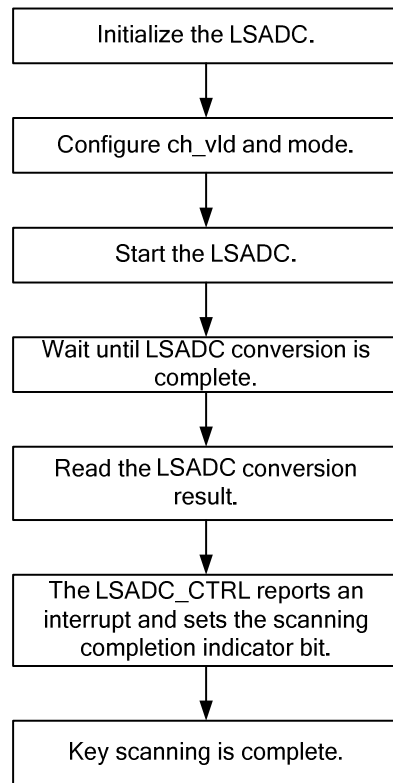 Initialize the LSADC.
Configure ch_vld and mode.
Start the LSADC.
Wait until LSADC conversion is
complete.
Read the LSADC conversion
result.
The LSADC_CTRL reports an
interrupt and sets the scanning
completion indicator bit.
Key scanning is complete.